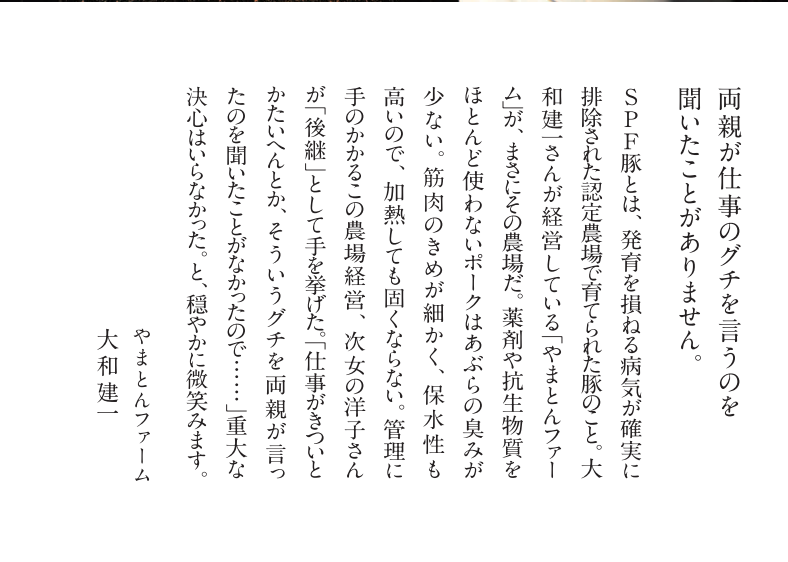 両親が仕事のグチを言うのを
聞いたことがありません。
SPF豚とは、発育を損ねる病気が確実に
排除された認定農場で育てられた豚のこと。大
和建一さんが経営している「やまとんファー
ム」が、まさにその農場だ。薬剤や抗生物質を
ほとんど使わないポークはあぶらの臭みが
少ない。筋肉のきめが細かく、保水性も
高いので、加熱しても固くならない。管理に
手のかかるこの農場経営、次女の洋子さん
が「後継」として手を挙げた。「仕事がきついと
かたいへんとか、そういうグチを両親が言っ
たのを聞いたことがなかったので……」重大な
決心はいらなかった。と、穏やかに微笑みます。
やまとんファーム
大和建一